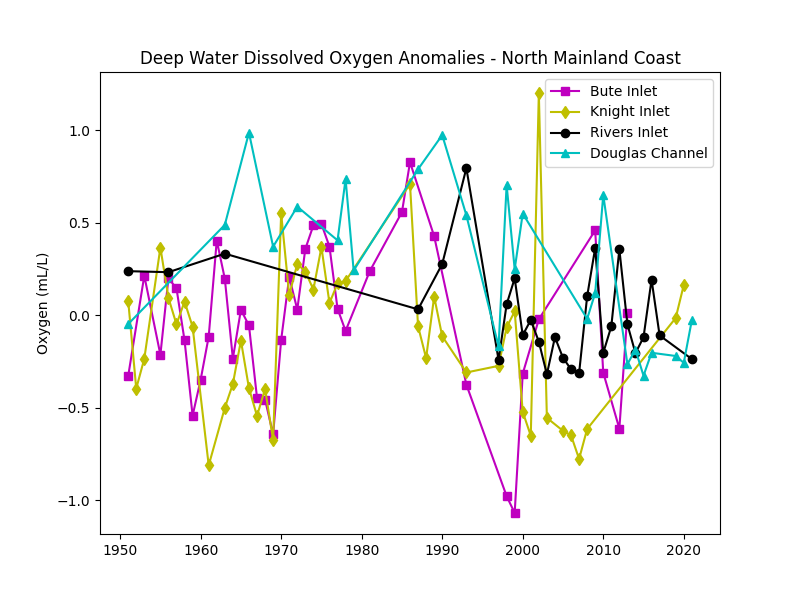 Deep Water Dissolved Oxygen Anomalies - North Mainland Coast
Bute Inlet
Knight Inlet
Rivers Inlet
Douglas Channel
Oxygen (mL/L)
1.0
0.5
0.0
−0.5
−1.0
1950 1960 1970 1980 1990 2000 2010 2020